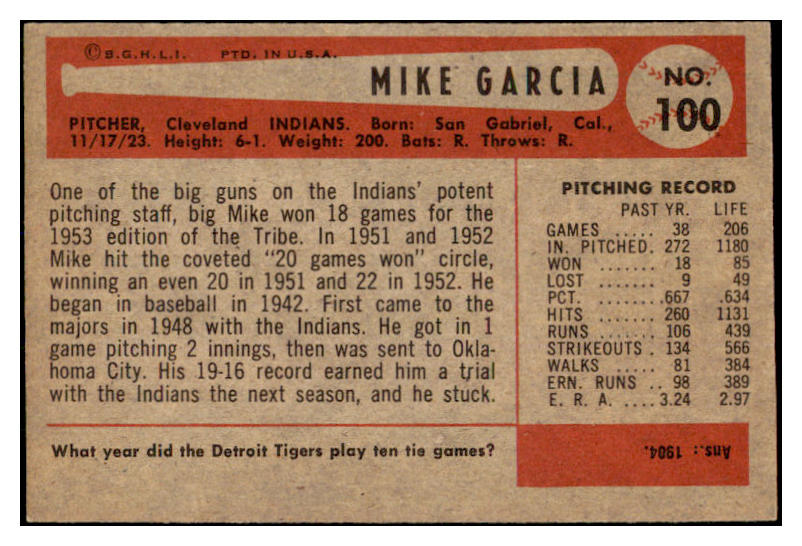 © B.G.H.L.I. PTD. IN U.S.A.
MIKE GARCIA
NO.
100
PITCHER, Cleveland INDIANS. Born: San Gabriel, Cal.,
11/17/23. Height: 6-1. Weight: 200. Bats: R. Throws: R.
One of the big guns on the Indians' potent
pitching staff, big Mike won 18 games for the
1953 edition of the Tribe. In 1951 and 1952
Mike hit the coveted "20 games won" circle,
winning an even 20 in 1951 and 22 in 1952. He
began in baseball in 1942. First came to the
majors in 1948 with the Indians. He got in 1
game pitching 2 innings, then was sent to Okla-
homa City. His 19-16 record earned him a trial
with the Indians the next season, and he stuck.
PITCHING RECORD
PAST YR. LIFE
GAMES ..... 38 206
IN. PITCHED. 272 1180
WON ....... 18 85
LOST ....... 9 49
PCT. ...... .667 .634
HITS ...... 260 1131
RUNS ...... 106 439
STRIKEOUTS . 134 566
WALKS ..... 81 384
ERN. RUNS .. 98 389
E. R. A. .... 3.24 2.97
What year did the Detroit Tigers play ten tie games?
Ans.: 1904.